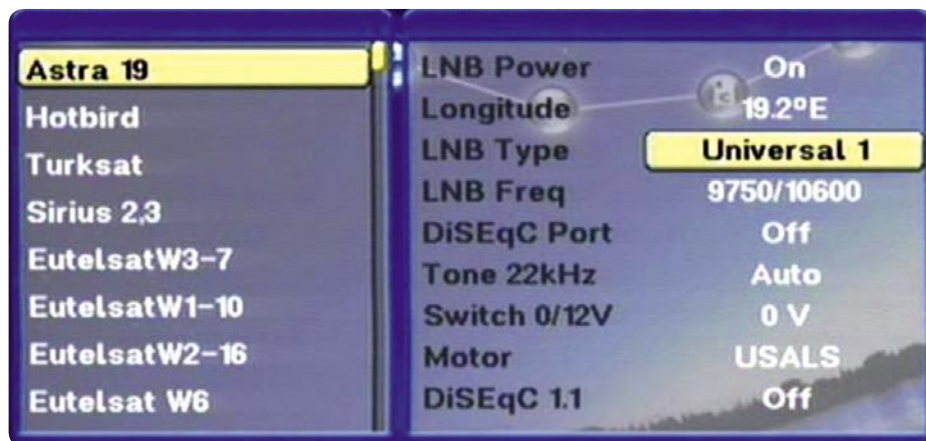 Astra 19
Hotbird
Turksat
Sirius 2,3
EutelsatW3-7
EutelsatW1-10
EutelsatW2-16
Eutelsat W6
LNB Power On
Longitude 19.2ºE
LNB Type Universal 1
LNB Freq 9750/10600
DiSEqC Port Off
Tone 22kHz Auto
Switch 0/12V 0 V
Motor USALS
DiSEqC 1.1 Off